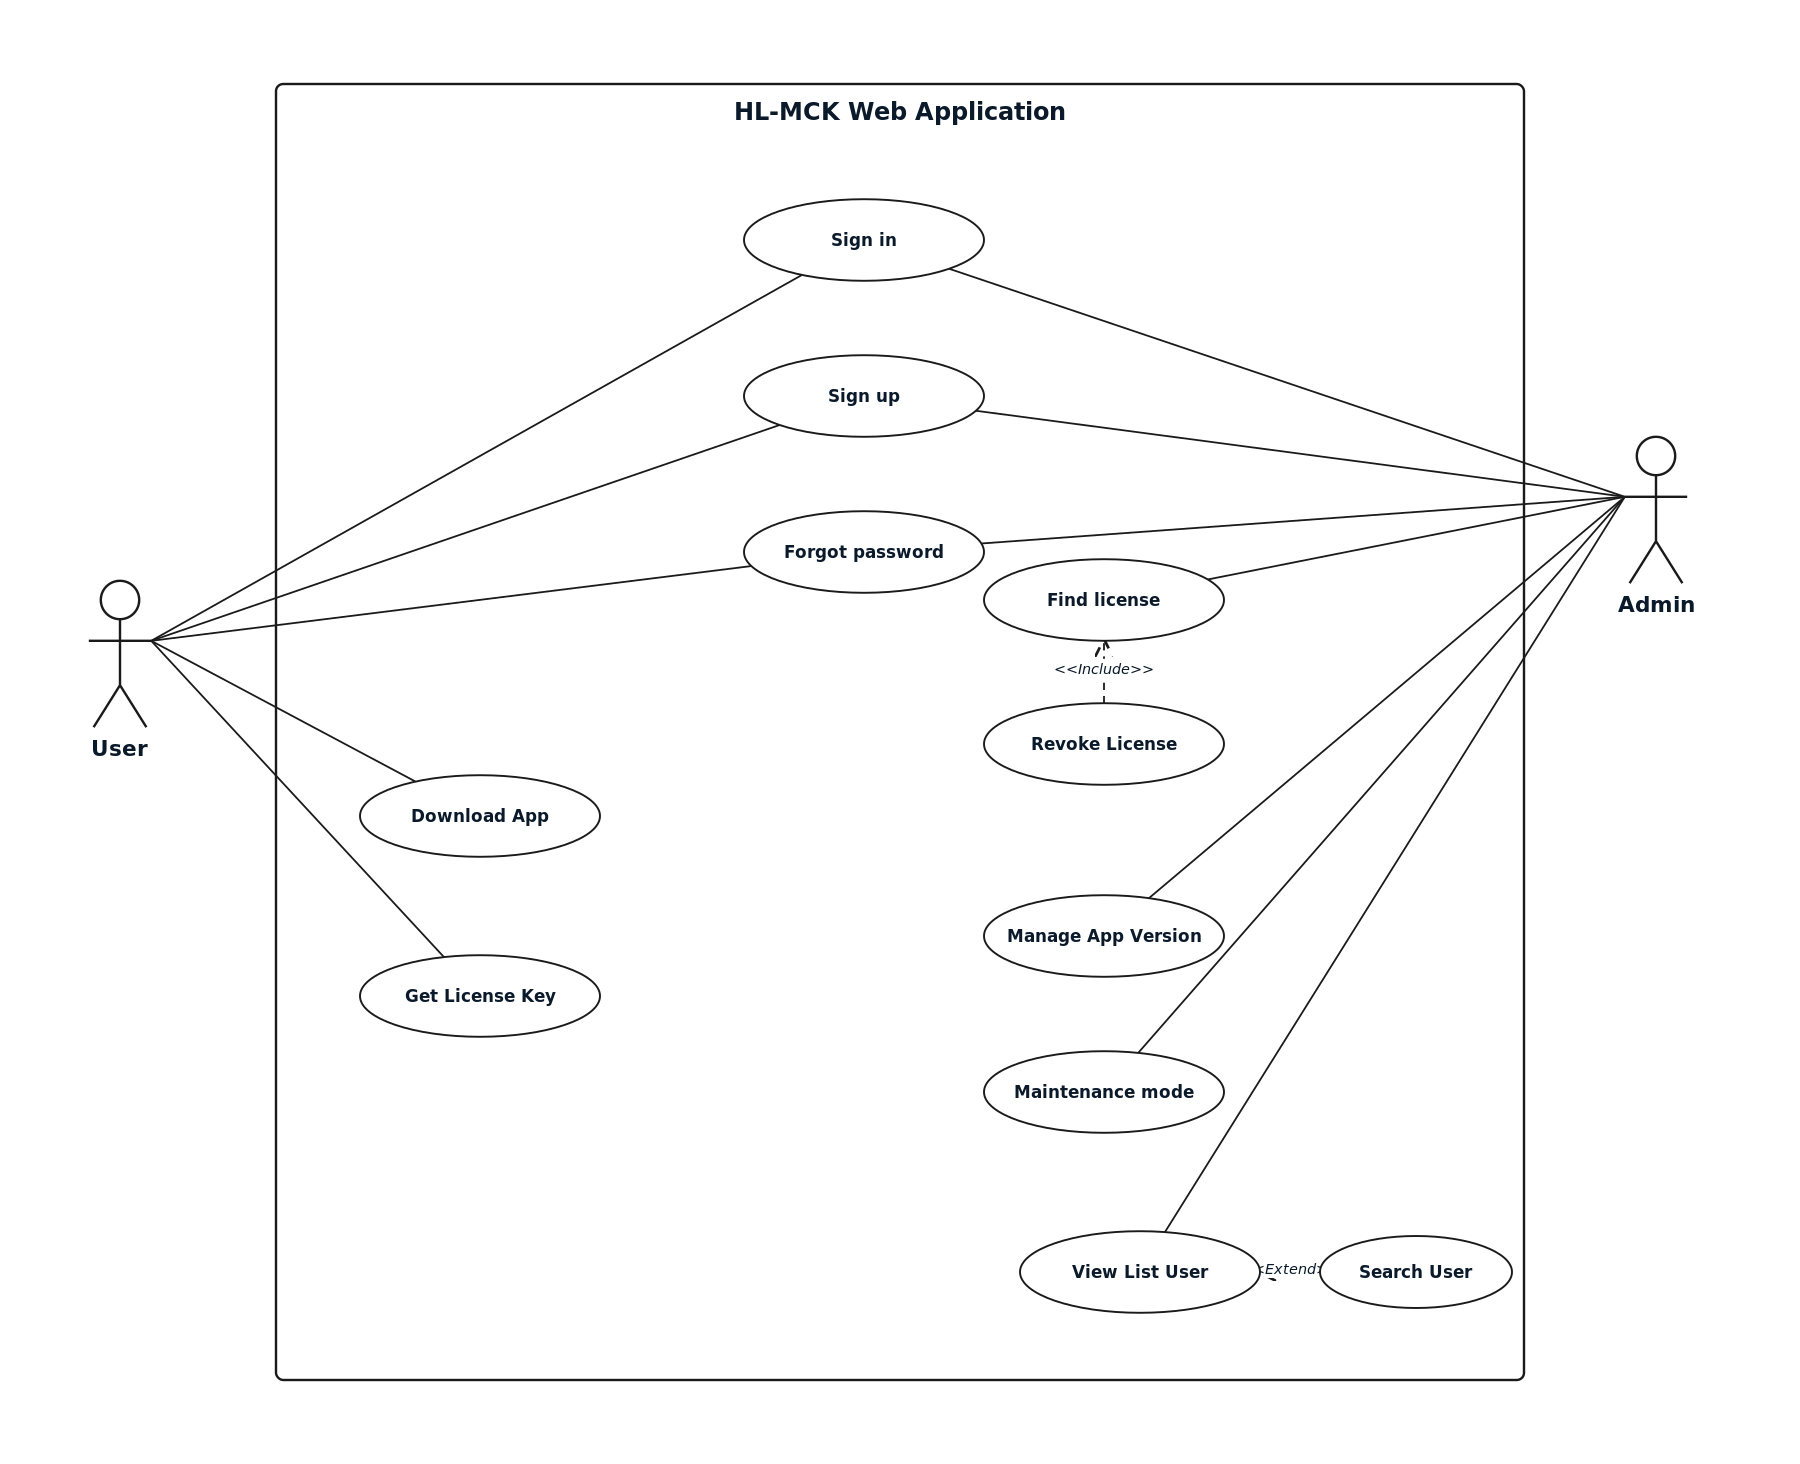 HL-MCK Web Application
Sign in
Sign up
Forgot password
Find license
Admin
<<Include>>
User
Revoke License
Download App
Manage App Version
Get License Key
Maintenance mode
View List User
<Extend>
Search User